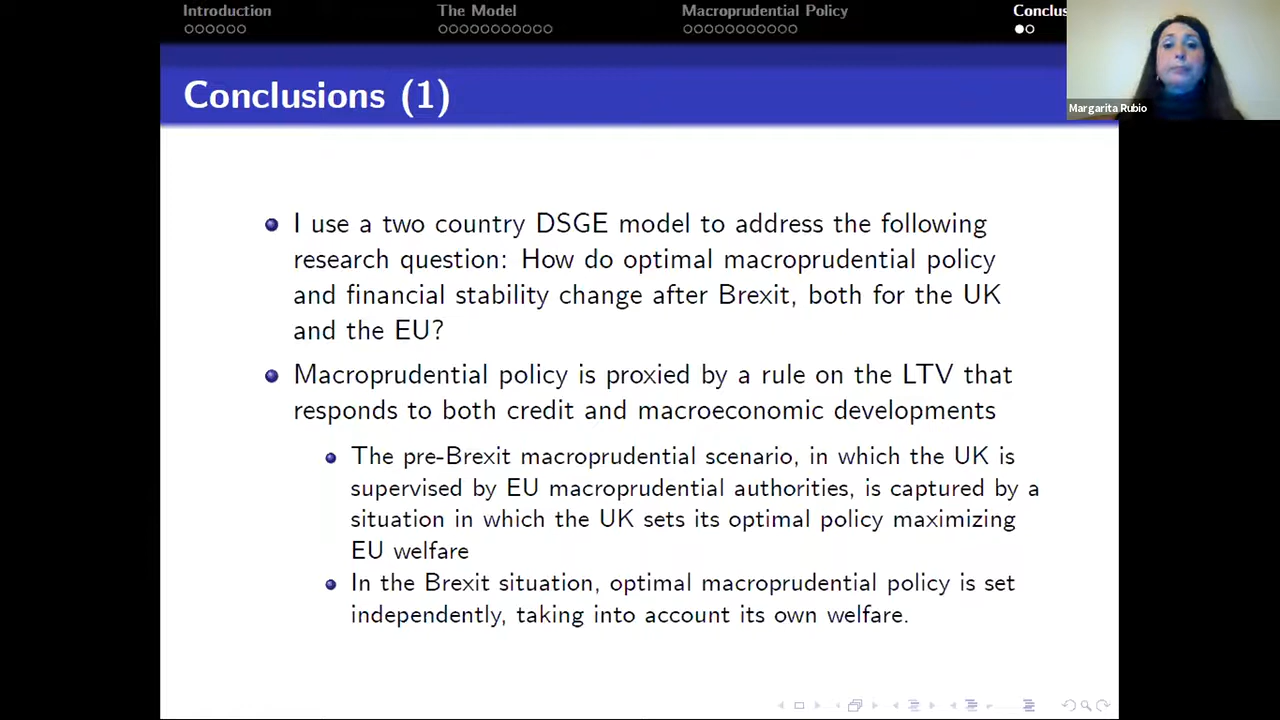 Introduction
The Model
Macroprudential Policy
Conclus
Margarita Rubio
Conclusions (1)
I use a two country DSGE model to address the following
research question: How do optimal macroprudential policy
and financial stability change after Brexit, both for the UK
and the EU?
Macroprudential policy is proxied by a rule on the LTV that
responds to both credit and macroeconomic developments
The pre-Brexit macroprudential scenario, in which the UK is
supervised by EU macroprudential authorities, is captured by a
situation in which the UK sets its optimal policy maximizing
EU welfare
In the Brexit situation, optimal macroprudential policy is set
independently, taking into account its own welfare.